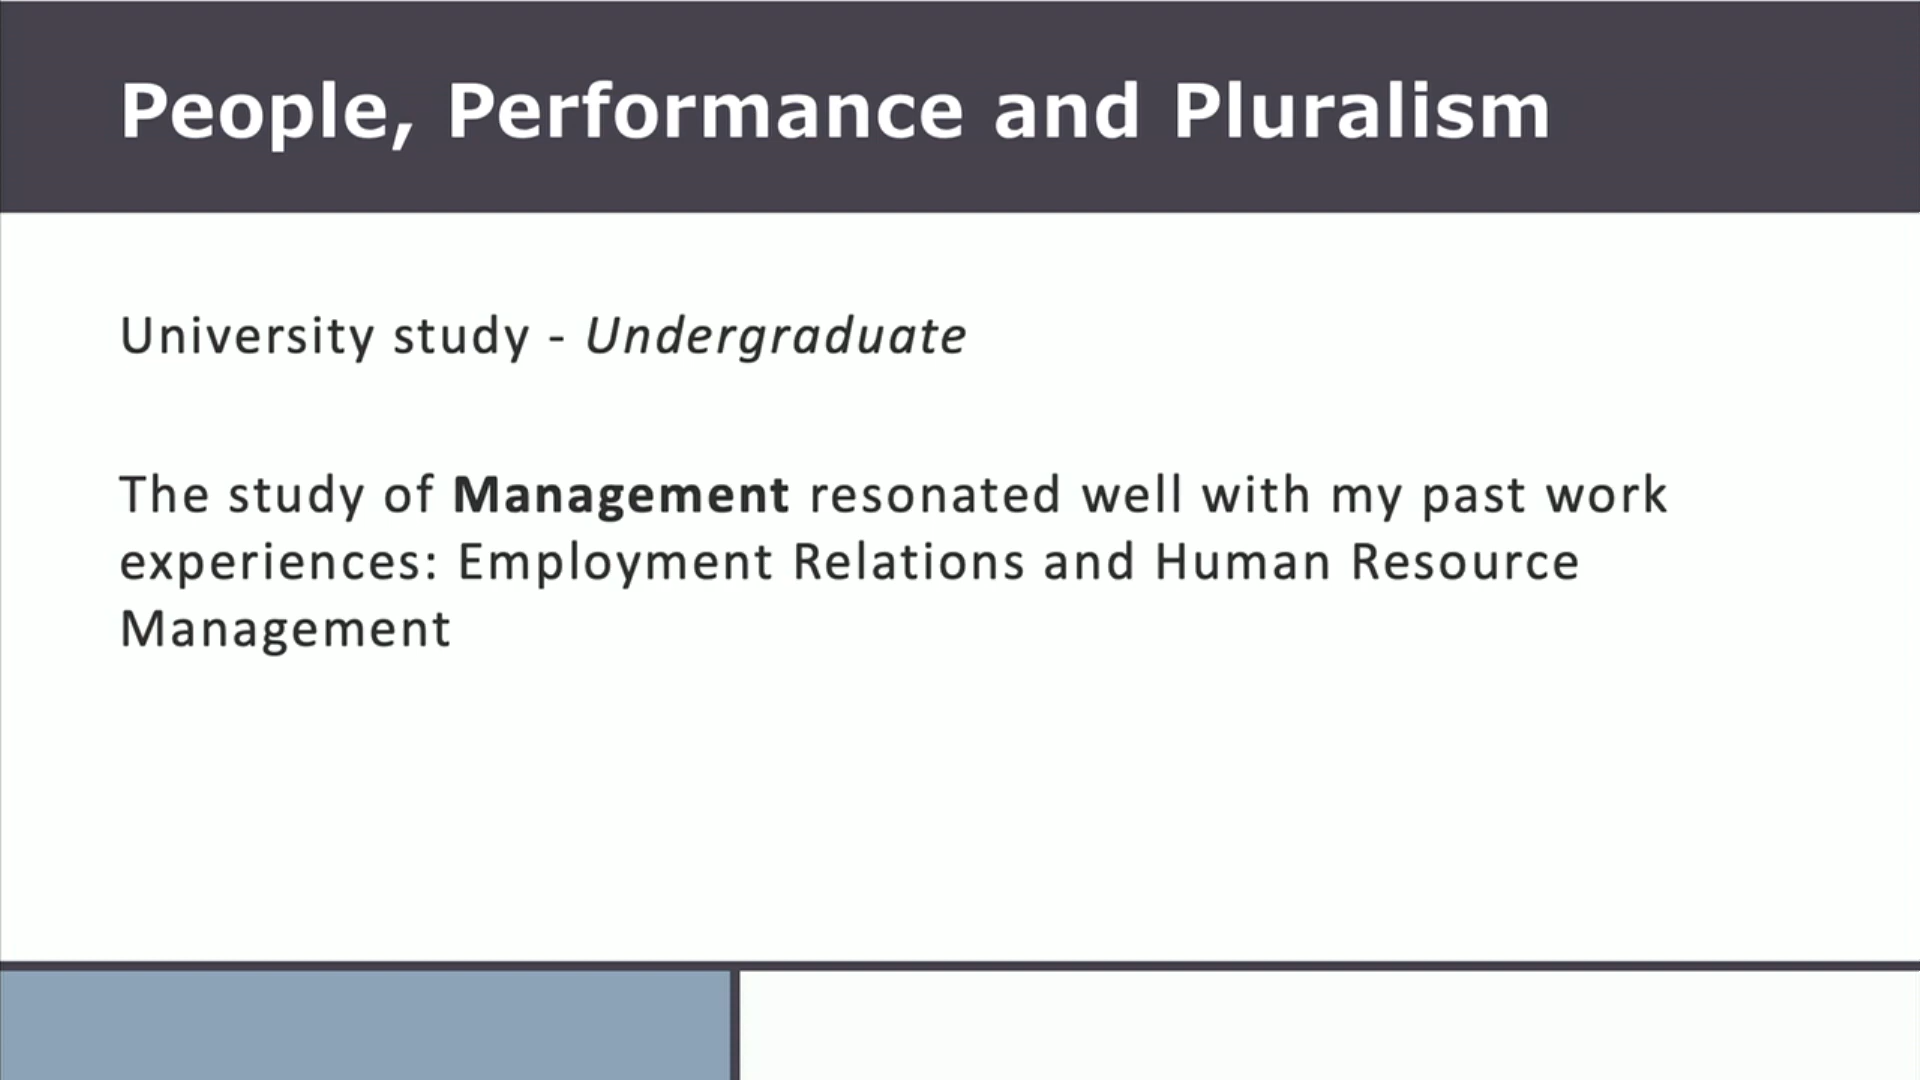 People, Performance and Pluralism
University study - Undergraduate
The study of Management resonated well with my past work
experiences: Employment Relations and Human Resource
Management